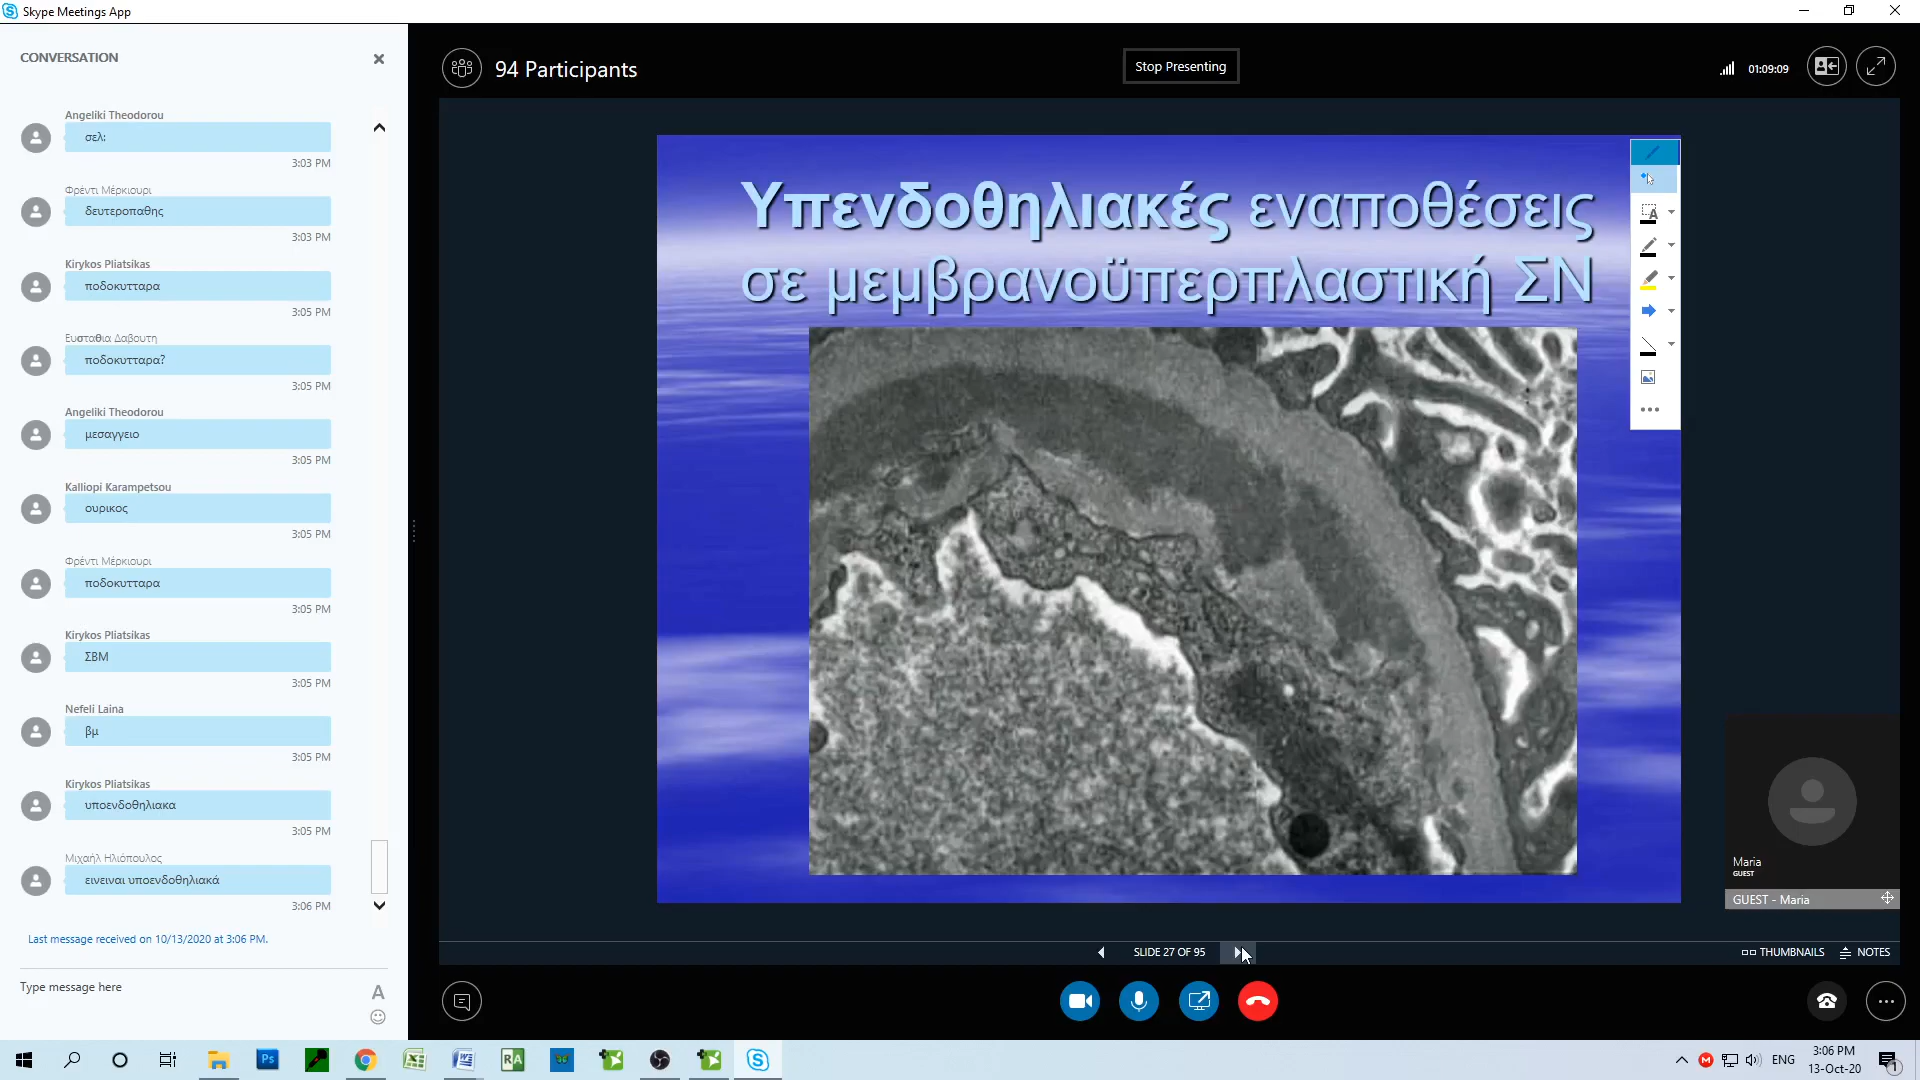 Skype Meetings App
CONVERSATION
94 Participants
Stop Presenting
01:09:09
Angeliki Theodorou
σελ:
3:03 PM
Φρέντι Μέρκιουρι
δευτεροπαθης
3:03 PM
Kirykos Pliatsikas
ποδοκυτταρα
3:05 PM
Ευσταθια Δαβουτη
ποδοκυτταρα?
3:05 PM
Angeliki Theodorou
μεσαγγειο
3:05 PM
Kalliopi Karampetsou
ουρικος
3:05 PM
Φρέντι Μέρκιουρι
ποδοκυτταρα
3:05 PM
Kirykos Pliatsikas
ΣΒΜ
3:05 PM
Nefeli Laina
βμ
3:05 PM
Kirykos Pliatsikas
υποενδοθηλιακα
3:05 PM
Μιχαήλ Ηλιόπουλος
εινειναι υποενδοθηλιακά
3:06 PM
Last message received on 10/13/2020 at 3:06 PM.
Type message here
Υπενδοθηλιακές εναποθέσεις
σε μεμβρανοϋπερπλαστική ΣΝ
Maria
GUEST
GUEST - Maria
SLIDE 27 OF 95
THUMBNAILS
NOTES
ENG
3:06 PM
13-Oct-20